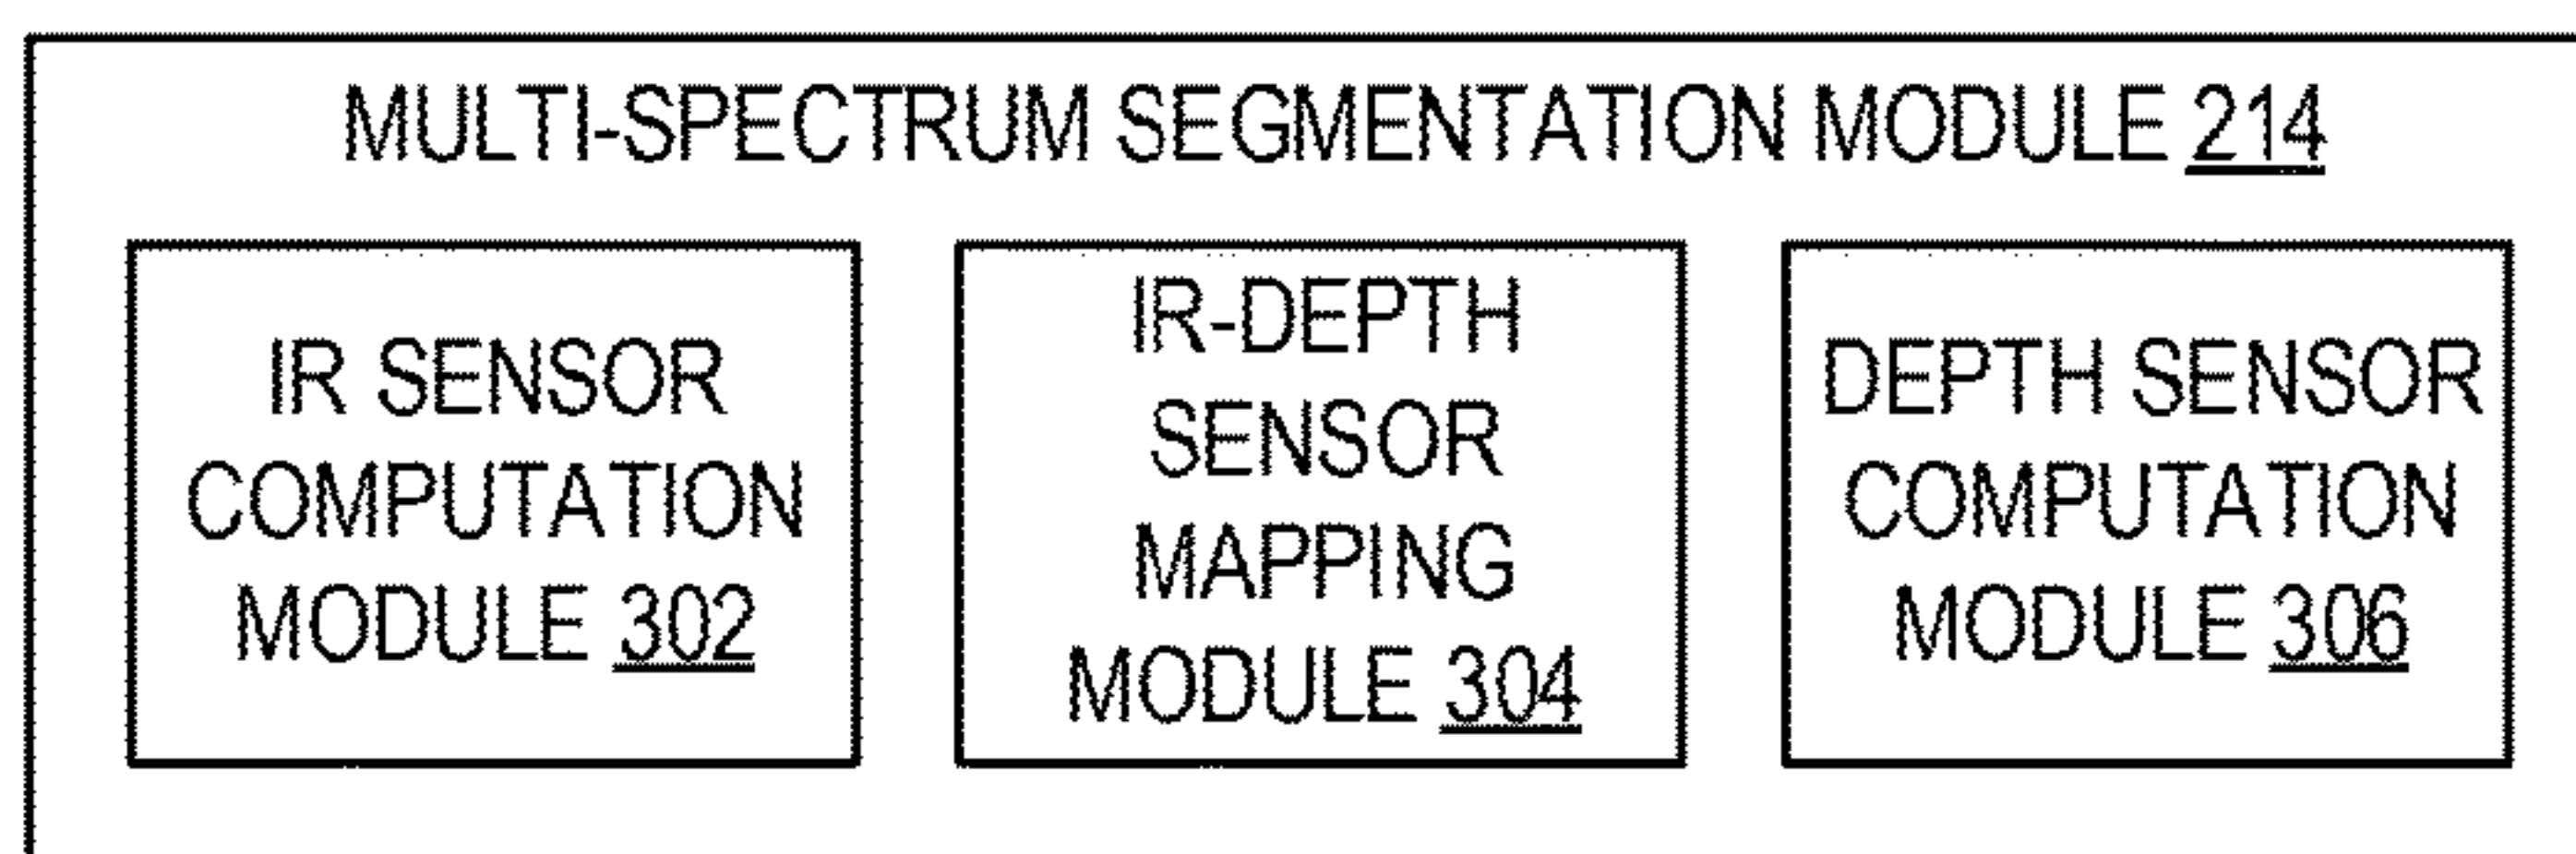 MULTI-SPECTRUM SEGMENTATION MODULE 214
IR SENSOR
COMPUTATION
MODULE 302
IR-DEPTH
SENSOR
MAPPING
MODULE 304
DEPTH SENSOR
COMPUTATION
MODULE 306